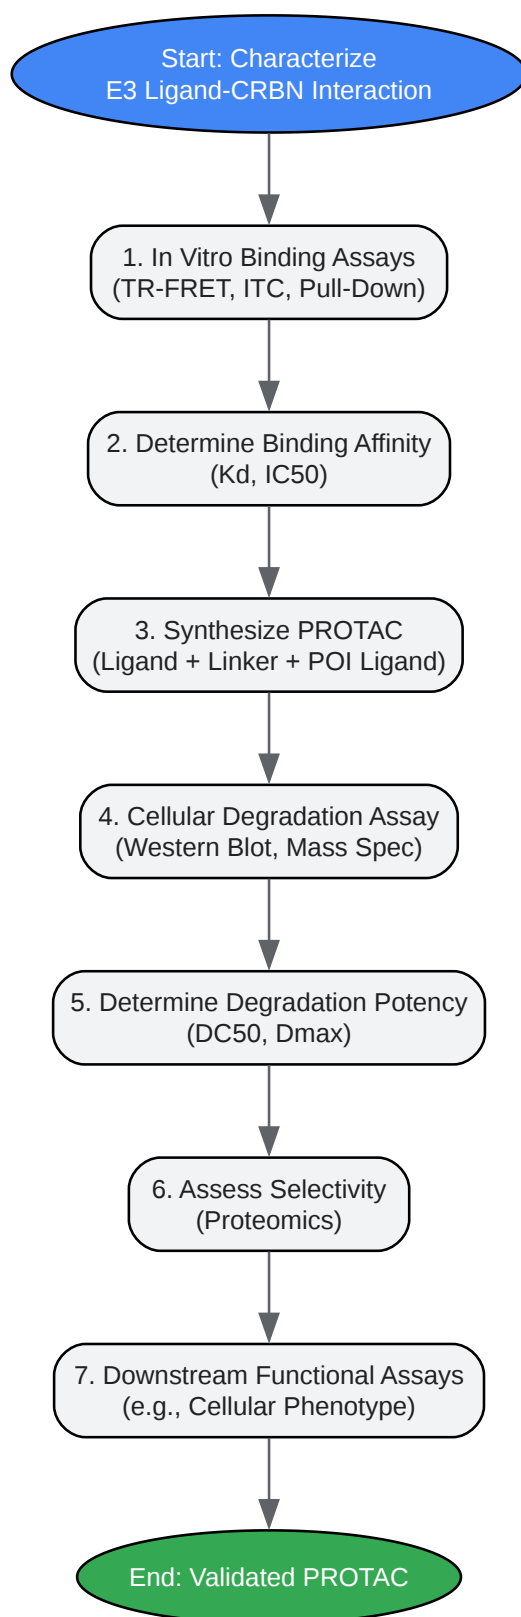 Start: Characterize
E3 Ligand-CRBN Interaction
1. In Vitro Binding Assays
(TR-FRET, ITC, Pull-Down)
2. Determine Binding Affinity
(Kd, IC50)
3. Synthesize PROTAC
(Ligand + Linker + POI Ligand)
4. Cellular Degradation Assay
(Western Blot, Mass Spec)
5. Determine Degradation Potency
(DC50, Dmax)
6. Assess Selectivity
(Proteomics)
7. Downstream Functional Assays
(e.g., Cellular Phenotype)
End: Validated PROTAC